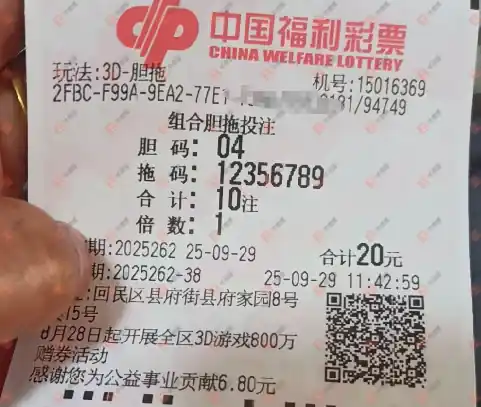 中国福利彩票
CHINA WELFARE LOTTERY
玩法:3D-胆拖
机号:15016369
2FBC-F99A-9EA2-77E
0131/94749
组合胆拖投注
胆 码: 04
拖 码: 12356789
合 计: 10注
倍 数: 1
期:2025262 25-09-29
合计20元
期:2025262-38
25-09-29 11:42:59
:回民区县府街县府家园8号
15号
8月28日起开展全区3D游戏800万
赠券活动
感谢您为公益事业贡献6.80元